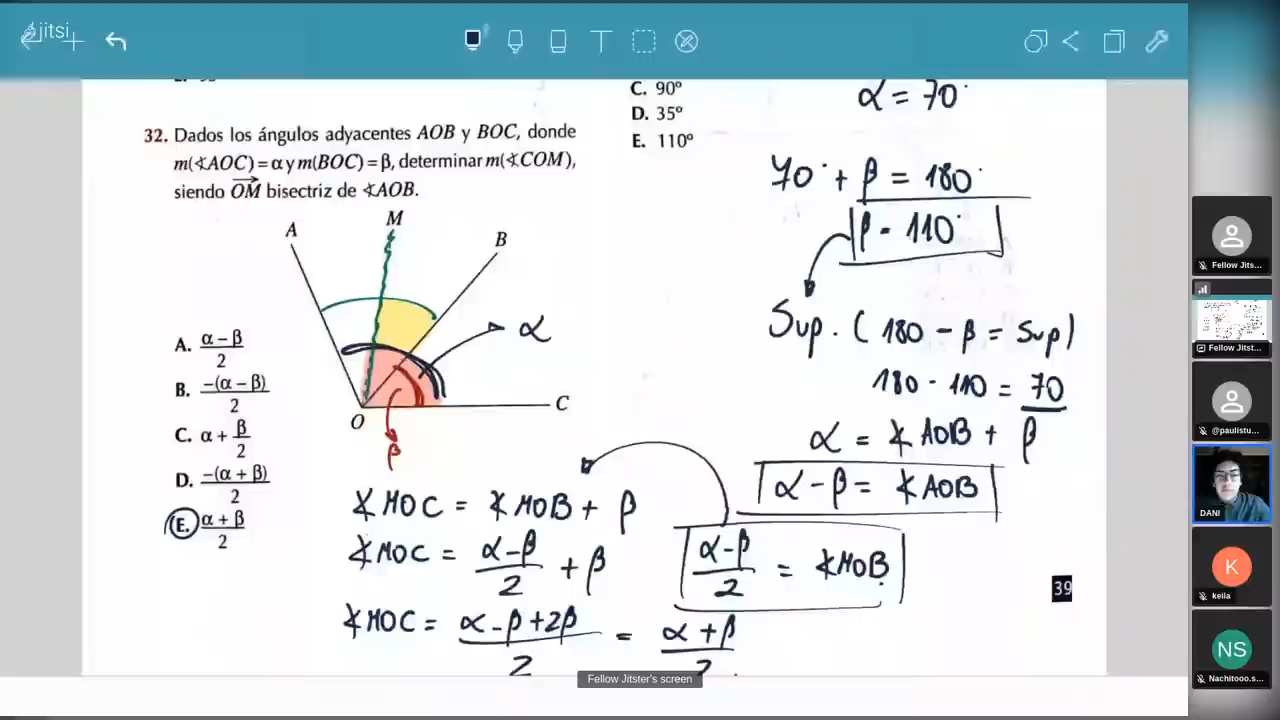 jitsi
C. 90º
D. 35º
E. 110º
α = 70°
32. Dados los ángulos adyacentes AOB y BOC, donde
m(∢AOC) = α y m(BOC) = β, determinar m(∢COM),
siendo OM bisectriz de ∢AOB.
70° + β = 180°
β = 110°
A
M
B
C
O
α
β
A. α – β / 2
B. –(α – β) / 2
C. α + β / 2
D. –(α + β) / 2
E. α + β / 2
Sup. ( 180 - β = Sup)
180 - 110 = 70
α = ∢AOB + β
α - β = ∢AOB
∢MOC = ∢MOB + β
∢MOC = α-β / 2 + β
α-β / 2 = ∢MOB
∢MOC = α-β+2β / 2 = α+β / 2
39
Fellow Jitster's screen
Fellow Jits...
Fellow Jitst...
@paulistu...
DANI
K
keila
NS
Nachitooo.s...